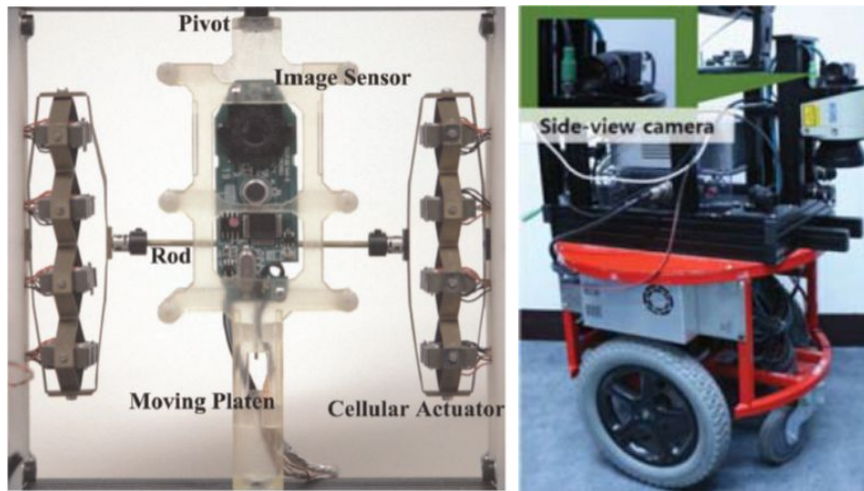 Pivot
Image Sensor
Rod
Moving Platen
Cellular Actuator
Side-view camera